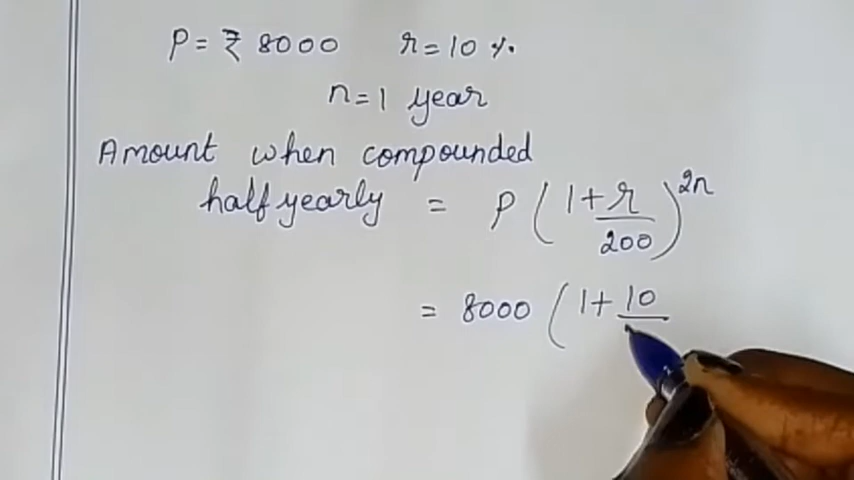 P = ₹ 8000 r = 10 %.
n = 1 year
Amount when compounded
half yearly = P ( 1 + r/200 )^2n
= 8000 ( 1 + 10/